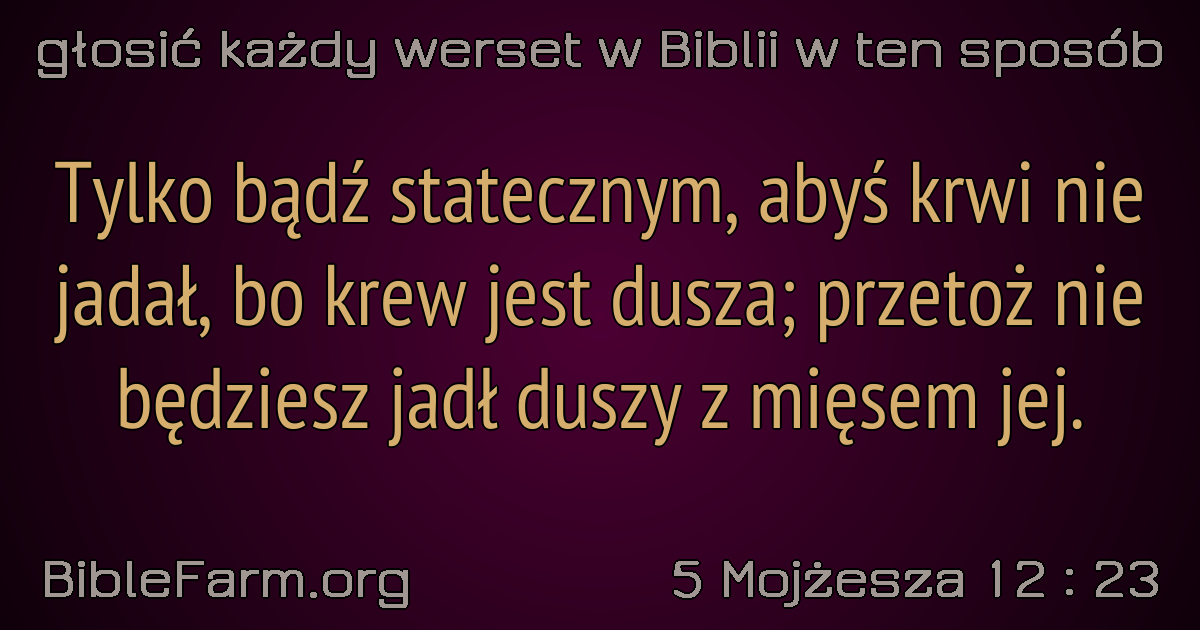 głosić każdy werset w Biblii w ten sposób
Tylko bądź statecznym, abyś krwi nie
jadał, bo krew jest dusza; przetoż nie
będziesz jadł duszy z mięsem jej.
BibleFarm.org
5 Mojżesza 12 : 23